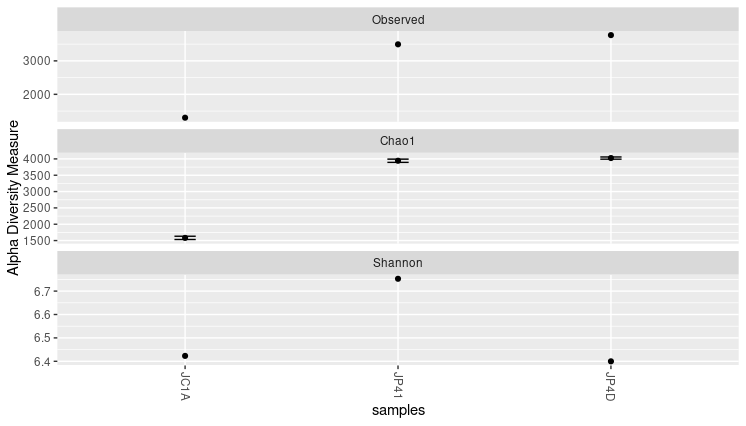 Observed
3000
2000
Chao1
4000
3500
3000
2500
2000
1500
Shannon
6.7
6.6
6.5
6.4
Alpha Diversity Measure
JC1A
JP41
JP4D
samples